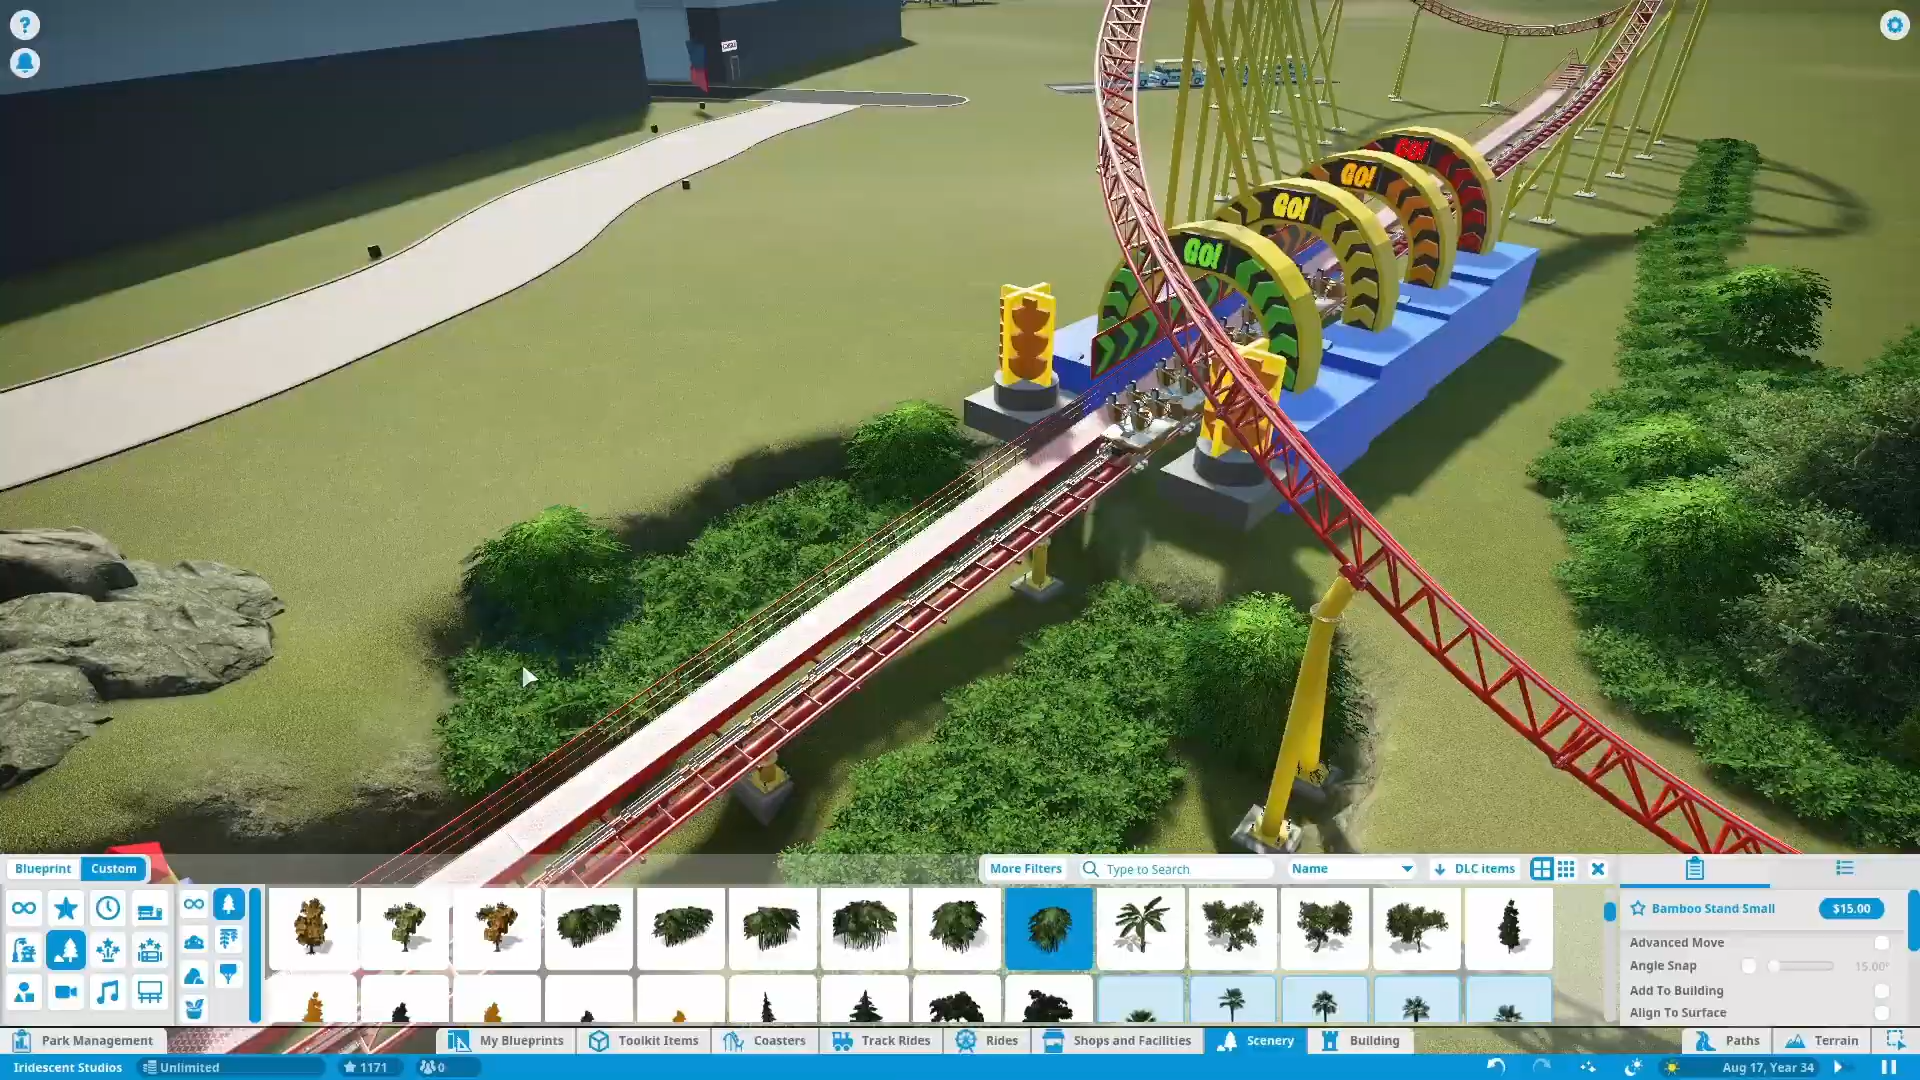 ?
GO!
GO!
GO!
GO!
Blueprint Custom
More Filters Type to Search Name DLC items
Bamboo Stand Small $15.00
Advanced Move
Angle Snap 15.00°
Add To Building
Align To Surface
Park Management My Blueprints Toolkit Items Coasters Track Rides Rides Shops and Facilities Scenery Building Paths Terrain
Iridescent Studios Unlimited 1171 0 Aug 17, Year 34